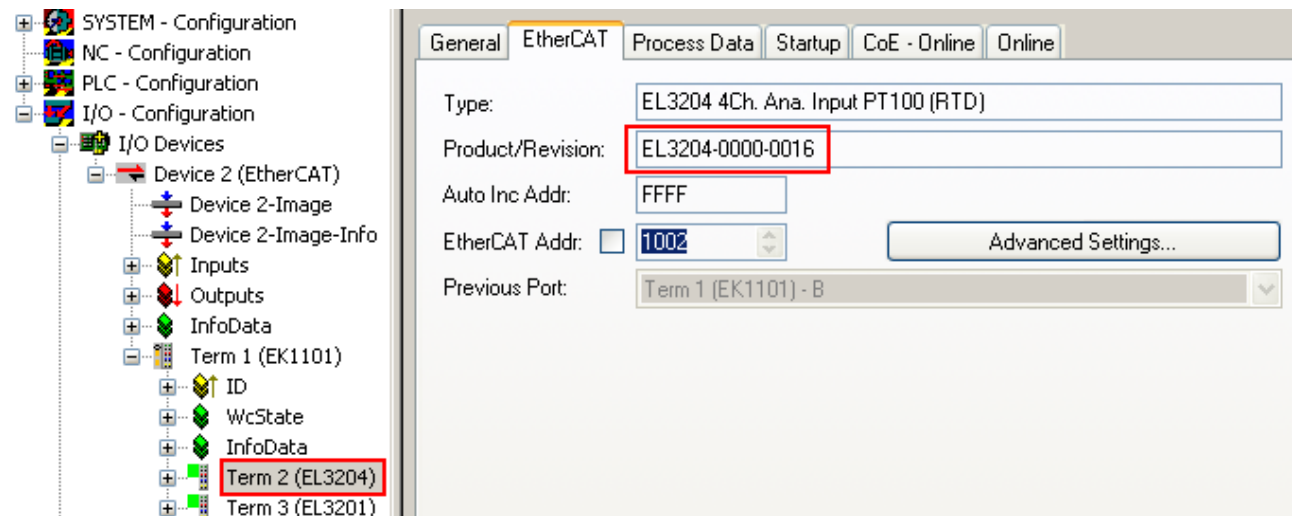 SYSTEM - Configuration
NC - Configuration
PLC - Configuration
I/O - Configuration
I/O Devices
Device 2 (EtherCAT)
Device 2-Image
Device 2-Image-Info
Inputs
Outputs
InfoData
Term 1 (EK1101)
ID
WcState
InfoData
Term 2 (EL3204)
Term 3 (EL3201)
General EtherCAT Process Data Startup CoE - Online Online
Type: EL3204 4Ch. Ana. Input PT100 (RTD)
Product/Revision: EL3204-0000-0016
Auto Inc Addr: FFFF
EtherCAT Addr: 1002 Advanced Settings...
Previous Port: Term 1 (EK1101) - B